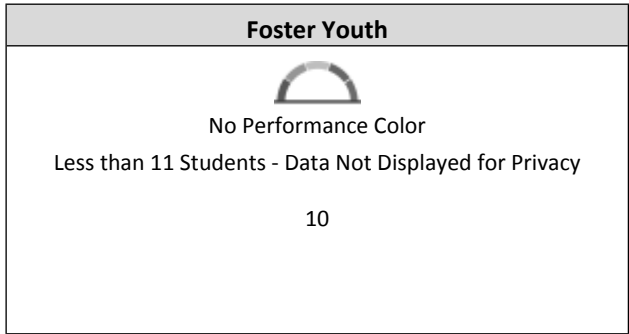 Foster Youth
No Performance Color
Less than 11 Students - Data Not Displayed for Privacy
10